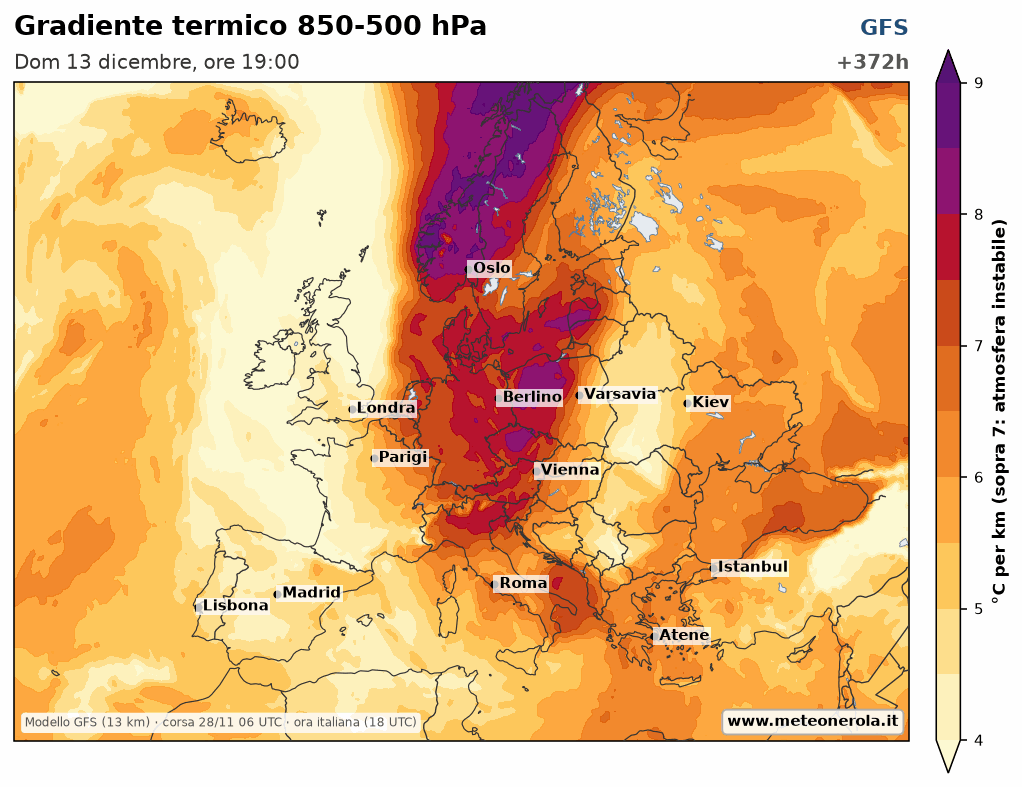 Gradiente termico 850-500 hPa
GFS
Dom 13 dicembre, ore 19:00
+372h
9
8
7
6
5
4
°C per km (sopra 7: atmosfera instabile)
Oslo
Londra
Berlino
Varsavia
Kiev
Parigi
Vienna
Istanbul
Roma
Madrid
Lisbona
Atene
Modello GFS (13 km) · corsa 28/11 06 UTC · ora italiana (18 UTC)
www.meteonerola.it